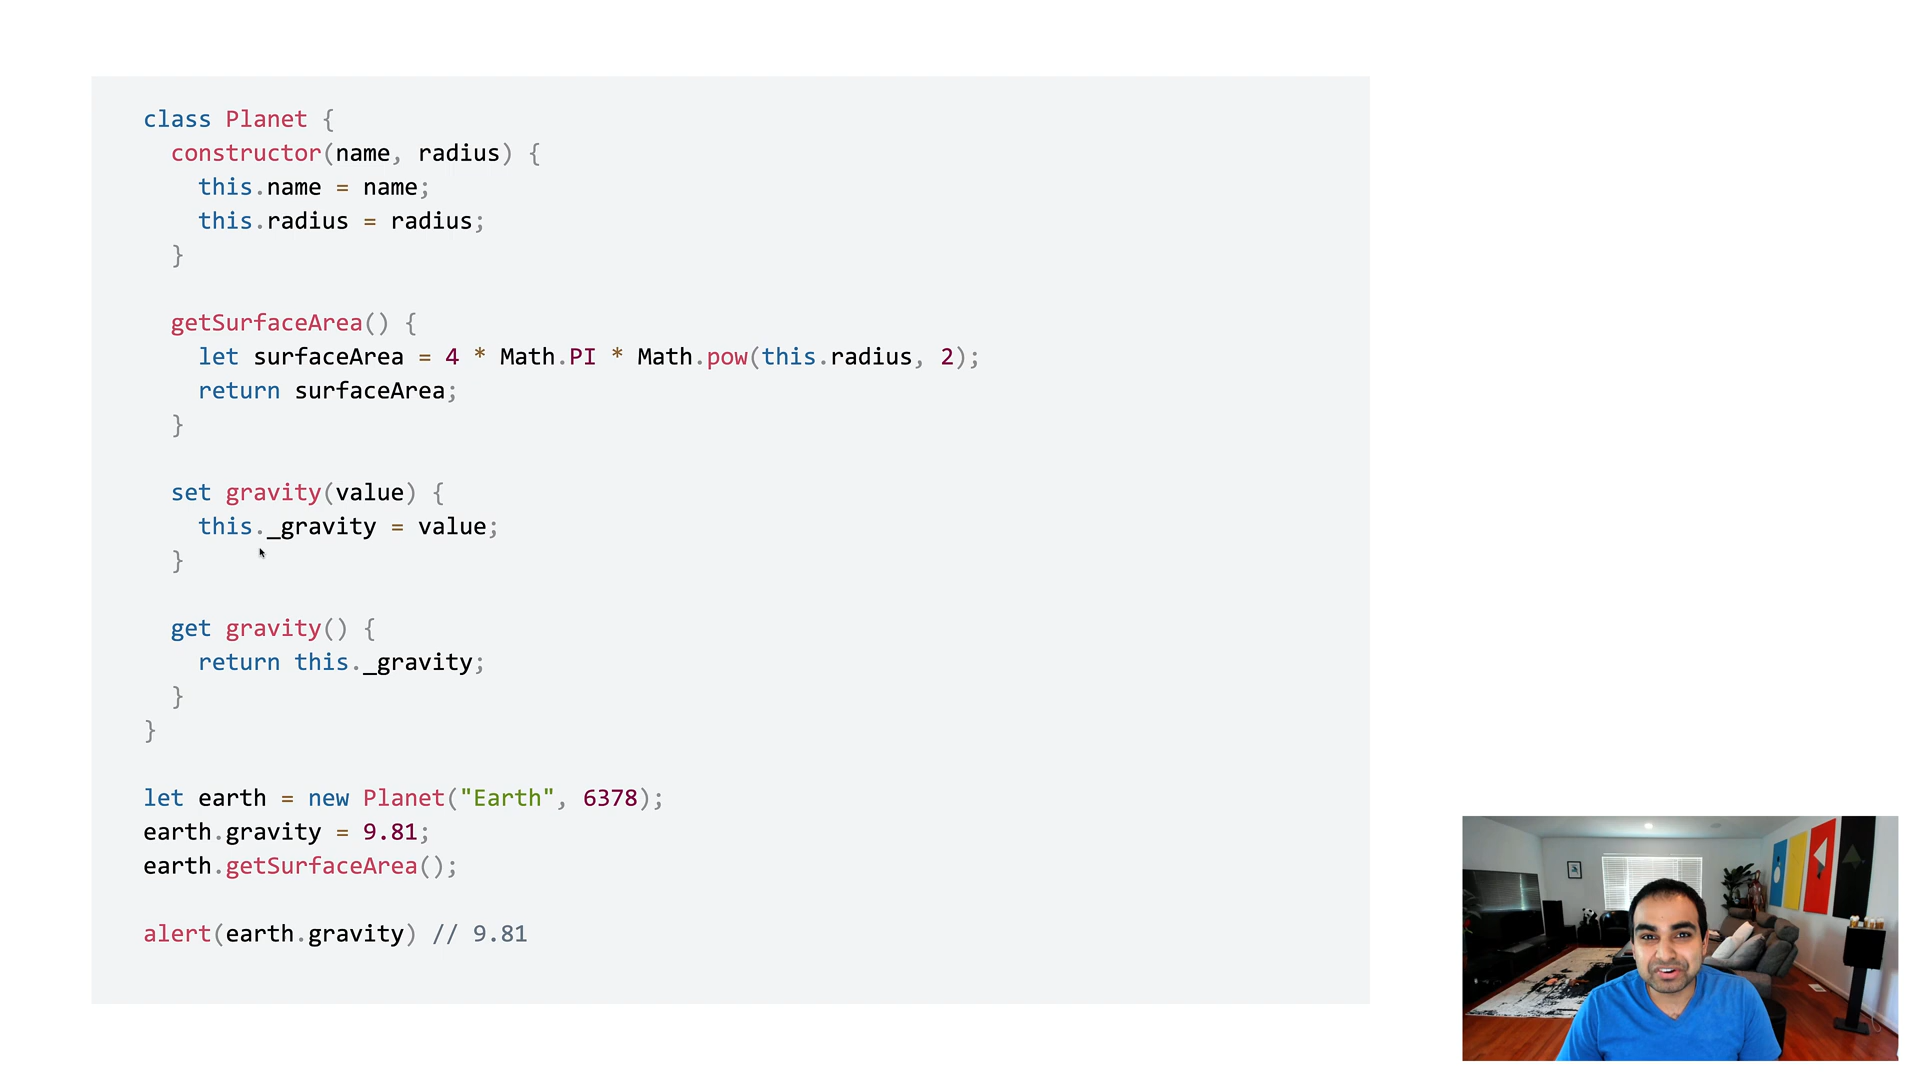 class Planet {
  constructor(name, radius) {
    this.name = name;
    this.radius = radius;
  }
  getSurfaceArea() {
    let surfaceArea = 4 * Math.PI * Math.pow(this.radius, 2);
    return surfaceArea;
  }
  set gravity(value) {
    this._gravity = value;
  }
  get gravity() {
    return this._gravity;
  }
}
let earth = new Planet("Earth", 6378);
earth.gravity = 9.81;
earth.getSurfaceArea();
alert(earth.gravity) // 9.81